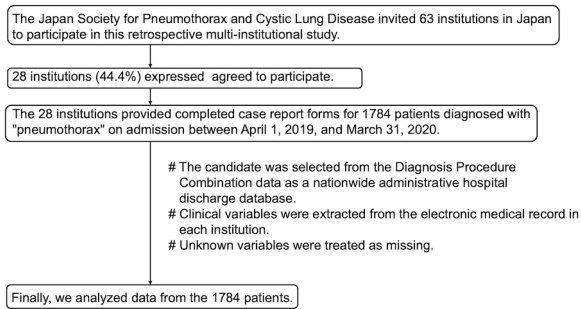 The Japan Society for Pneumothorax and Cystic Lung Disease invited 63 institutions in Japan
to participate in this retrospective multi-institutional study.
28 institutions (44.4%) expressed agreed to participate.
The 28 institutions provided completed case report forms for 1784 patients diagnosed with
"pneumothorax" on admission between April 1, 2019, and March 31, 2020.
# The candidate was selected from the Diagnosis Procedure
Combination data as a nationwide administrative hospital
discharge database.
# Clinical variables were extracted from the electronic medical record in
each institution.
# Unknown variables were treated as missing.
Finally, we analyzed data from the 1784 patients.